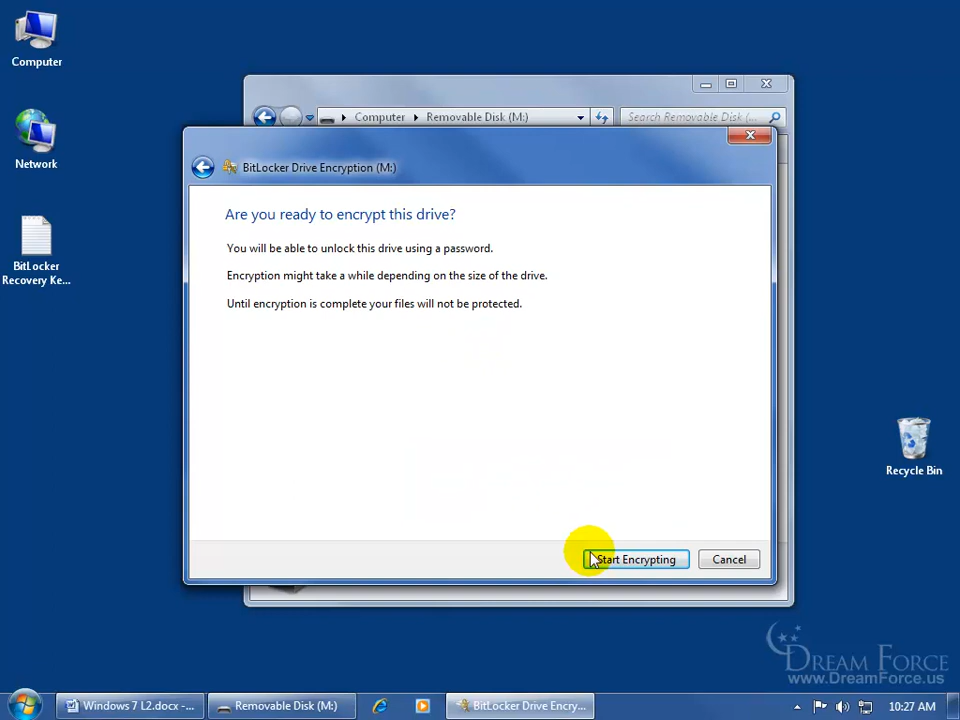 Computer
Network
BitLocker
Recovery Ke...
Computer
Removable Disk (M:)
Search Removable Disk (...
BitLocker Drive Encryption (M:)
Are you ready to encrypt this drive?
You will be able to unlock this drive using a password.
Encryption might take a while depending on the size of the drive.
Until encryption is complete your files will not be protected.
Start Encrypting
Cancel
Recycle Bin
DREAM FORCE
www.DreamForce.us
Windows 7 L2.docx -...
Removable Disk (M:)
BitLocker Drive Encry...
10:27 AM